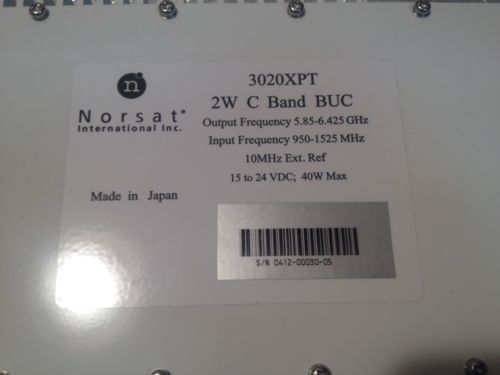 n
Norsat®
International Inc.
3020XPT
2W C Band BUC
Output Frequency 5.85-6.425 GHz
Input Frequency 950-1525 MHz
10MHz Ext. Ref
15 to 24 VDC; 40W Max
Made in Japan
S/N 0412-00030-05